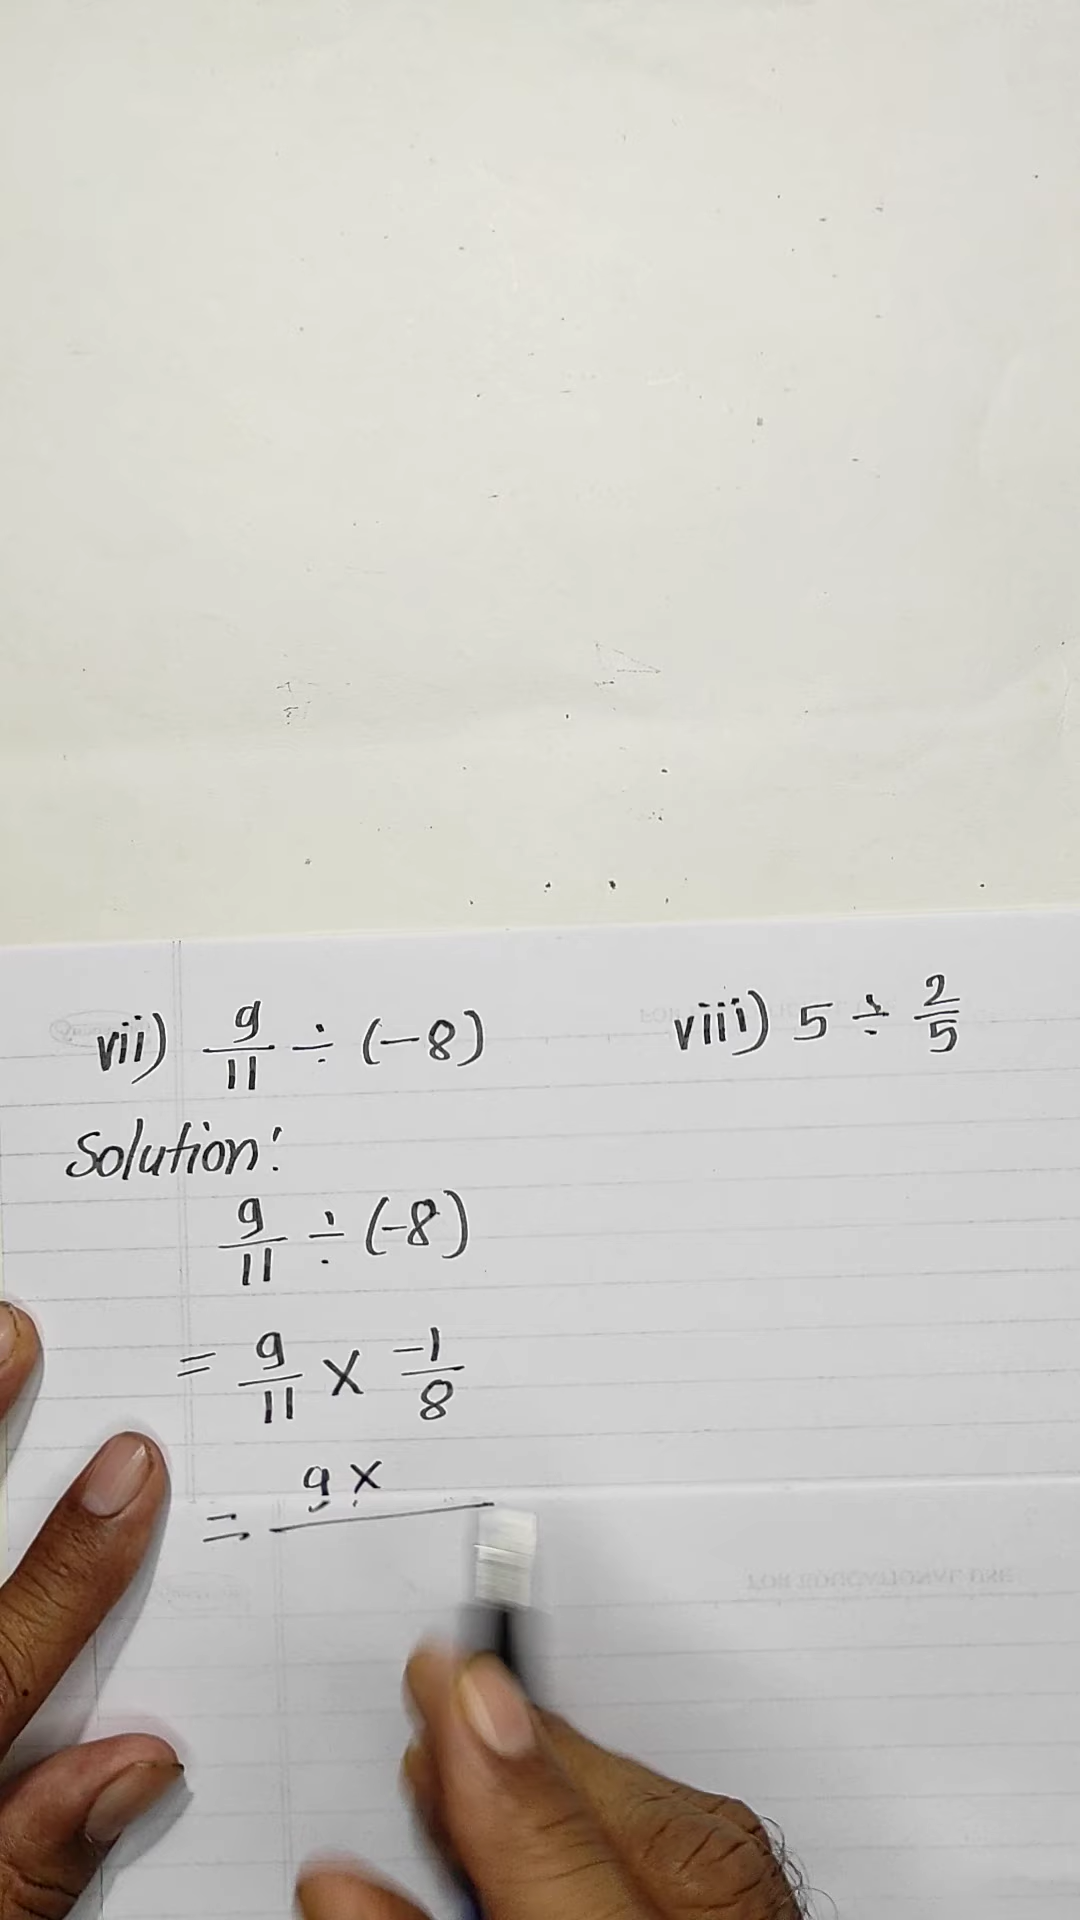 vii) 9/11 ÷ (-8)
viii) 5 ÷ 2/5
Solution:
9/11 ÷ (-8)
= 9/11 × -1/8
= 9 ×